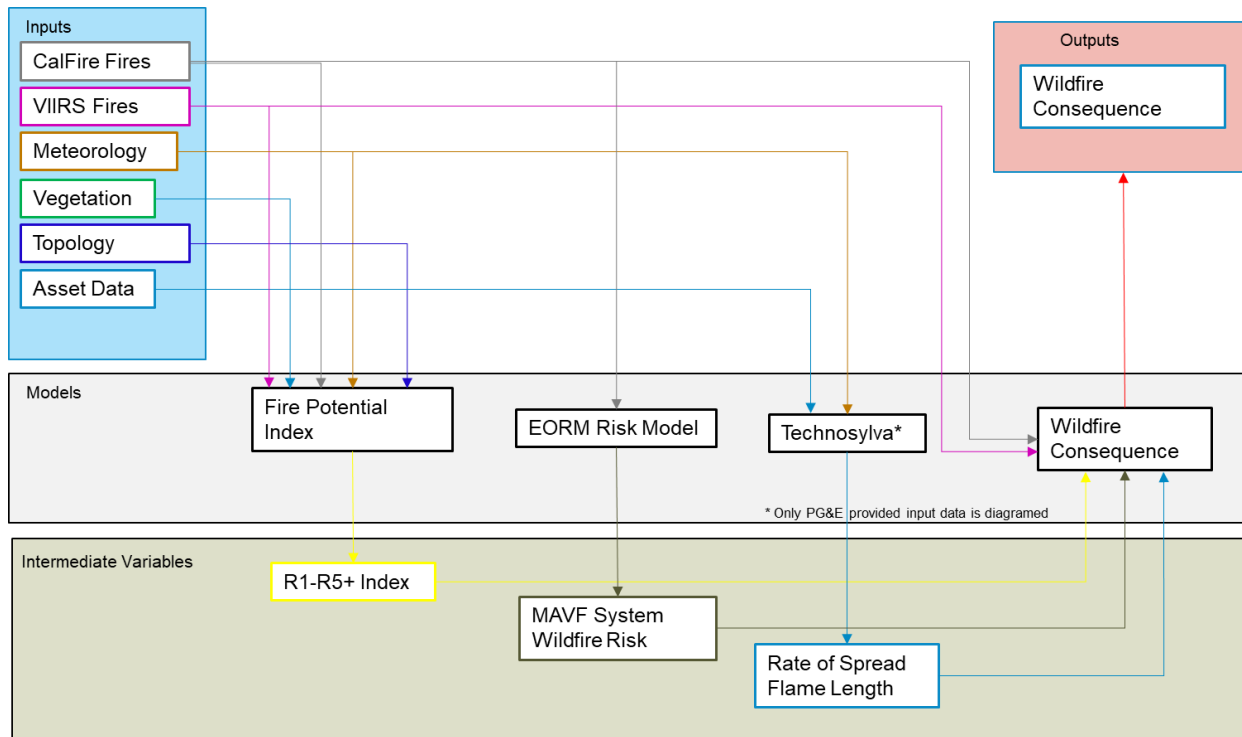 Inputs
CalFire Fires
VIIRS Fires
Meteorology
Vegetation
Topology
Asset Data
Outputs
Wildfire
Consequence
Models
Fire Potential
Index
EORM Risk Model
Technosylva*
Wildfire
Consequence
* Only PG&E provided input data is diagramed
Intermediate Variables
R1-R5+ Index
MAVF System
Wildfire Risk
Rate of Spread
Flame Length